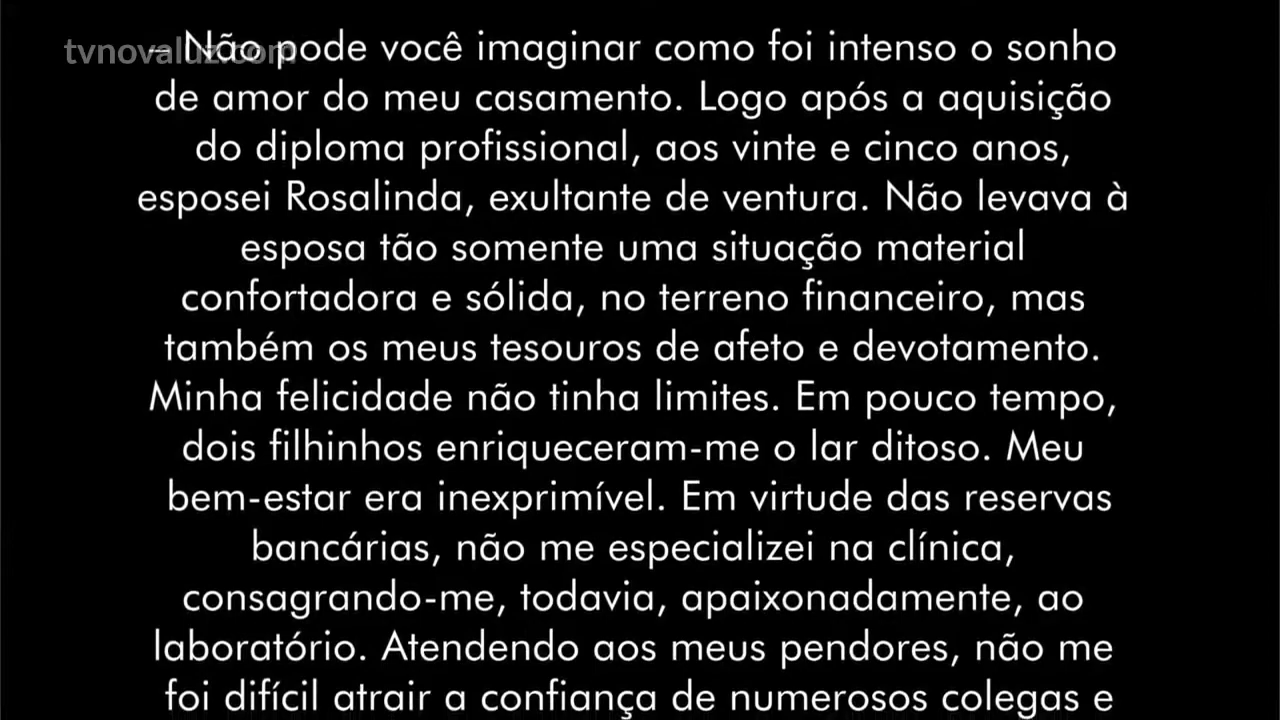 tvnovaluz.com
– Não pode você imaginar como foi intenso o sonho
de amor do meu casamento. Logo após a aquisição
do diploma profissional, aos vinte e cinco anos,
esposei Rosalinda, exultante de ventura. Não levava à
esposa tão somente uma situação material
confortadora e sólida, no terreno financeiro, mas
também os meus tesouros de afeto e devotamento.
Minha felicidade não tinha limites. Em pouco tempo,
dois filhinhos enriqueceram-me o lar ditoso. Meu
bem-estar era inexprimível. Em virtude das reservas
bancárias, não me especializei na clínica,
consagrando-me, todavia, apaixonadamente, ao
laboratório. Atendendo aos meus pendores, não me
foi difícil atrair a confiança de numerosos colegas e